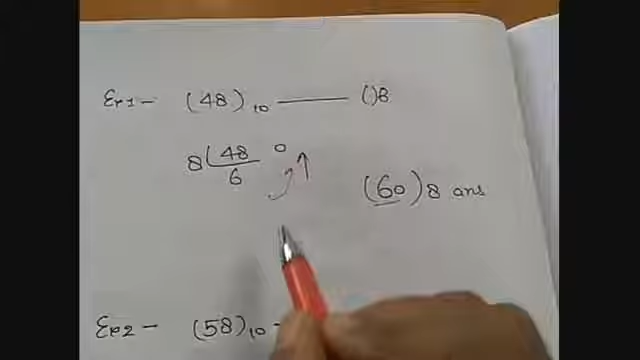 Ex1 – (48)10 —— ()8
8 48 0
6
(60)8 ans
Ex2 – (58)10